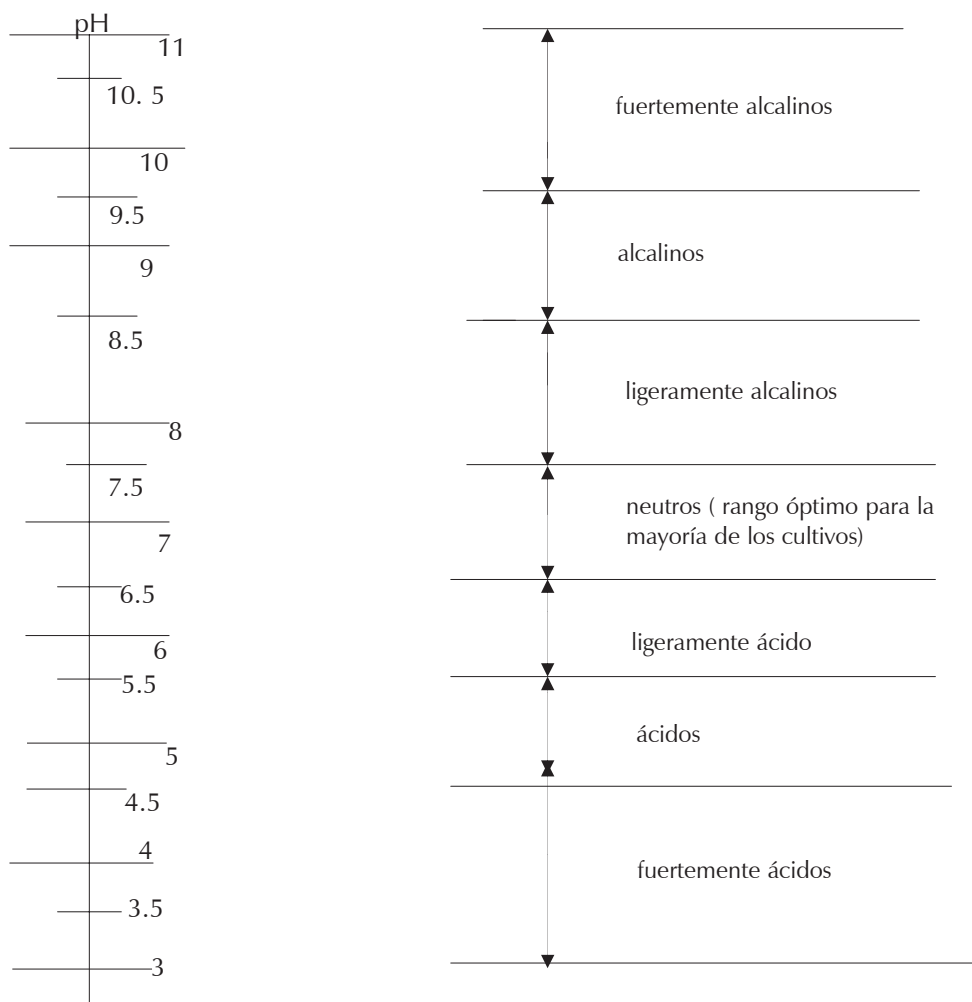 pH
11
10. 5
10
9.5
9
8.5
8
7.5
7
6.5
6
5.5
5
4.5
4
3.5
3
fuertemente alcalinos
alcalinos
ligeramente alcalinos
neutros ( rango óptimo para la
mayoría de los cultivos)
ligeramente ácido
ácidos
fuertemente ácidos